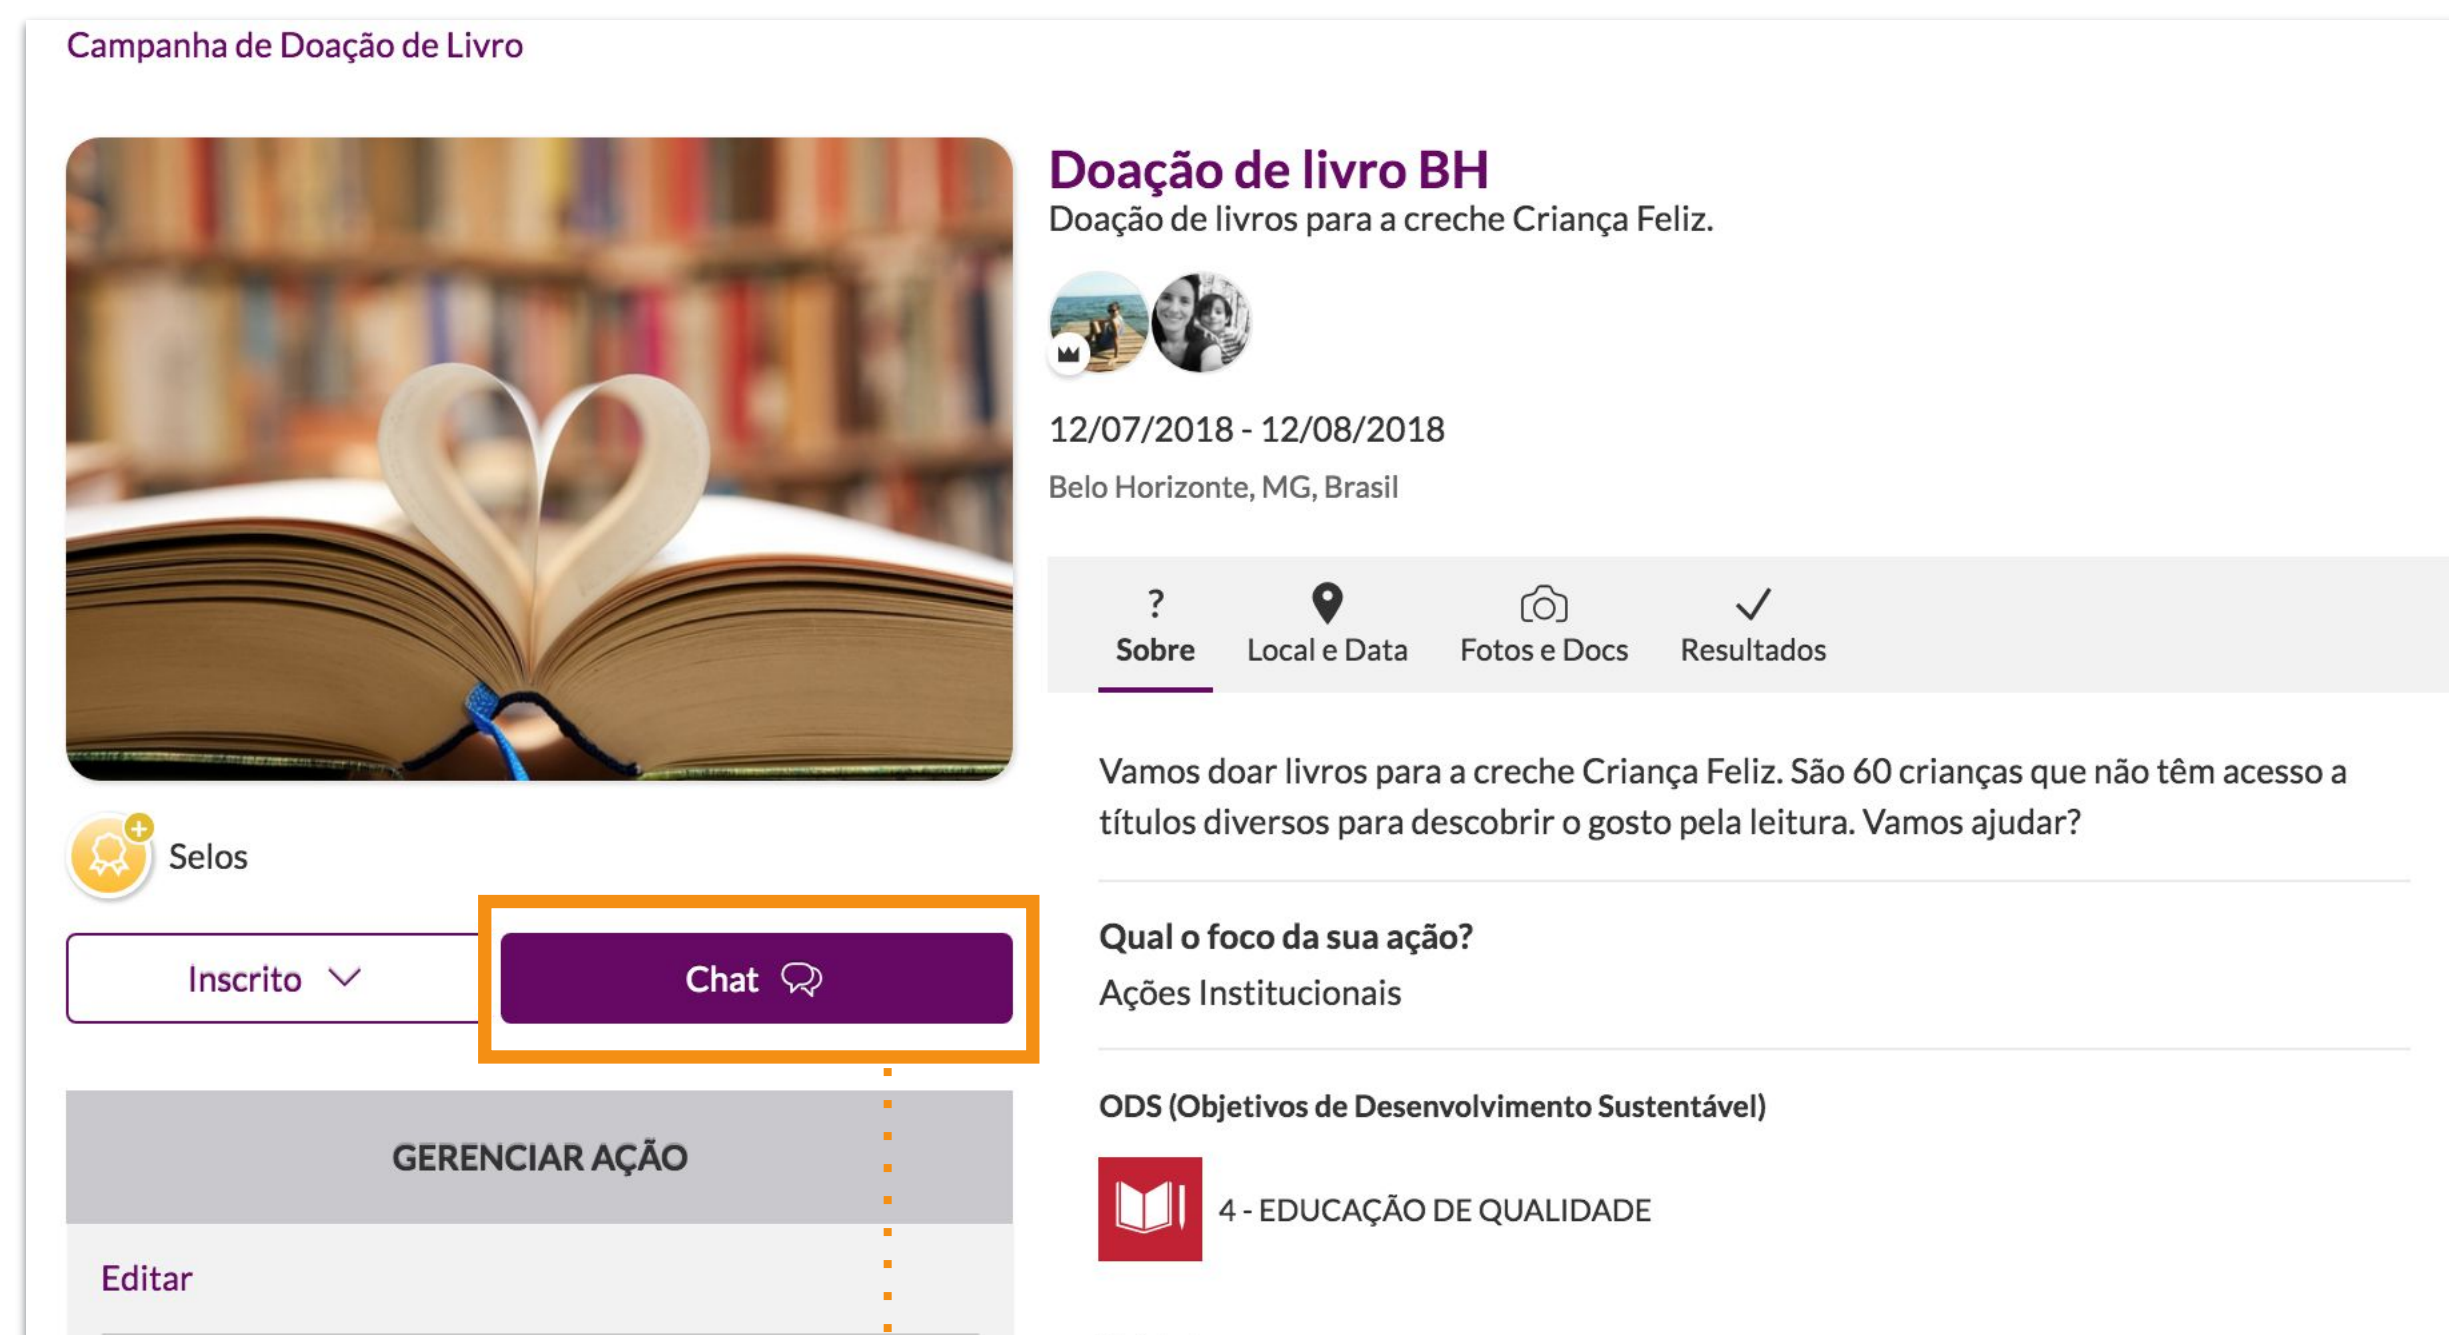 Campanha de Doação de Livro
Doação de livro BH
Doação de livros para a creche Criança Feliz.
12/07/2018 - 12/08/2018
Belo Horizonte, MG, Brasil
?
Sobre
Local e Data
Fotos e Docs
Resultados
Vamos doar livros para a creche Criança Feliz. São 60 crianças que não têm acesso a
títulos diversos para descobrir o gosto pela leitura. Vamos ajudar?
Selos
Inscrito
Chat
Qual o foco da sua ação?
Ações Institucionais
ODS (Objetivos de Desenvolvimento Sustentável)
4 - EDUCAÇÃO DE QUALIDADE
GERENCIAR AÇÃO
Editar